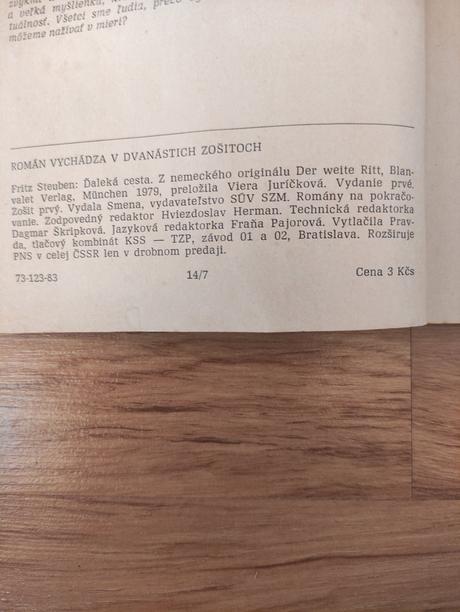 a veľká myšlienka,
tuálnosť. Všetci sme ľudia, prečo
môžeme nažívať v mieri?
ROMÁN VYCHÁDZA V DVANÁSTICH ZOŠITOCH
Fritz Steuben: Ďaleká cesta. Z nemeckého originálu Der weite Ritt, Blan-
valet Verlag, München 1979, preložila Viera Juríčková. Vydanie prvé.
Zošit prvý. Vydala Smena, vydavateľstvo SÚV SZM. Romány na pokračo-
vanie. Zodpovedný redaktor Hviezdoslav Herman. Technická redaktorka
Dagmar Škripková. Jazyková redaktorka Fraňa Pajorová. Vytlačila Prav-
da, tlačový kombinát KSS — TZP, závod 01 a 02, Bratislava. Rozširuje
PNS v celej ČSSR len v drobnom predaji.
73-123-83 14/7 Cena 3 Kčs